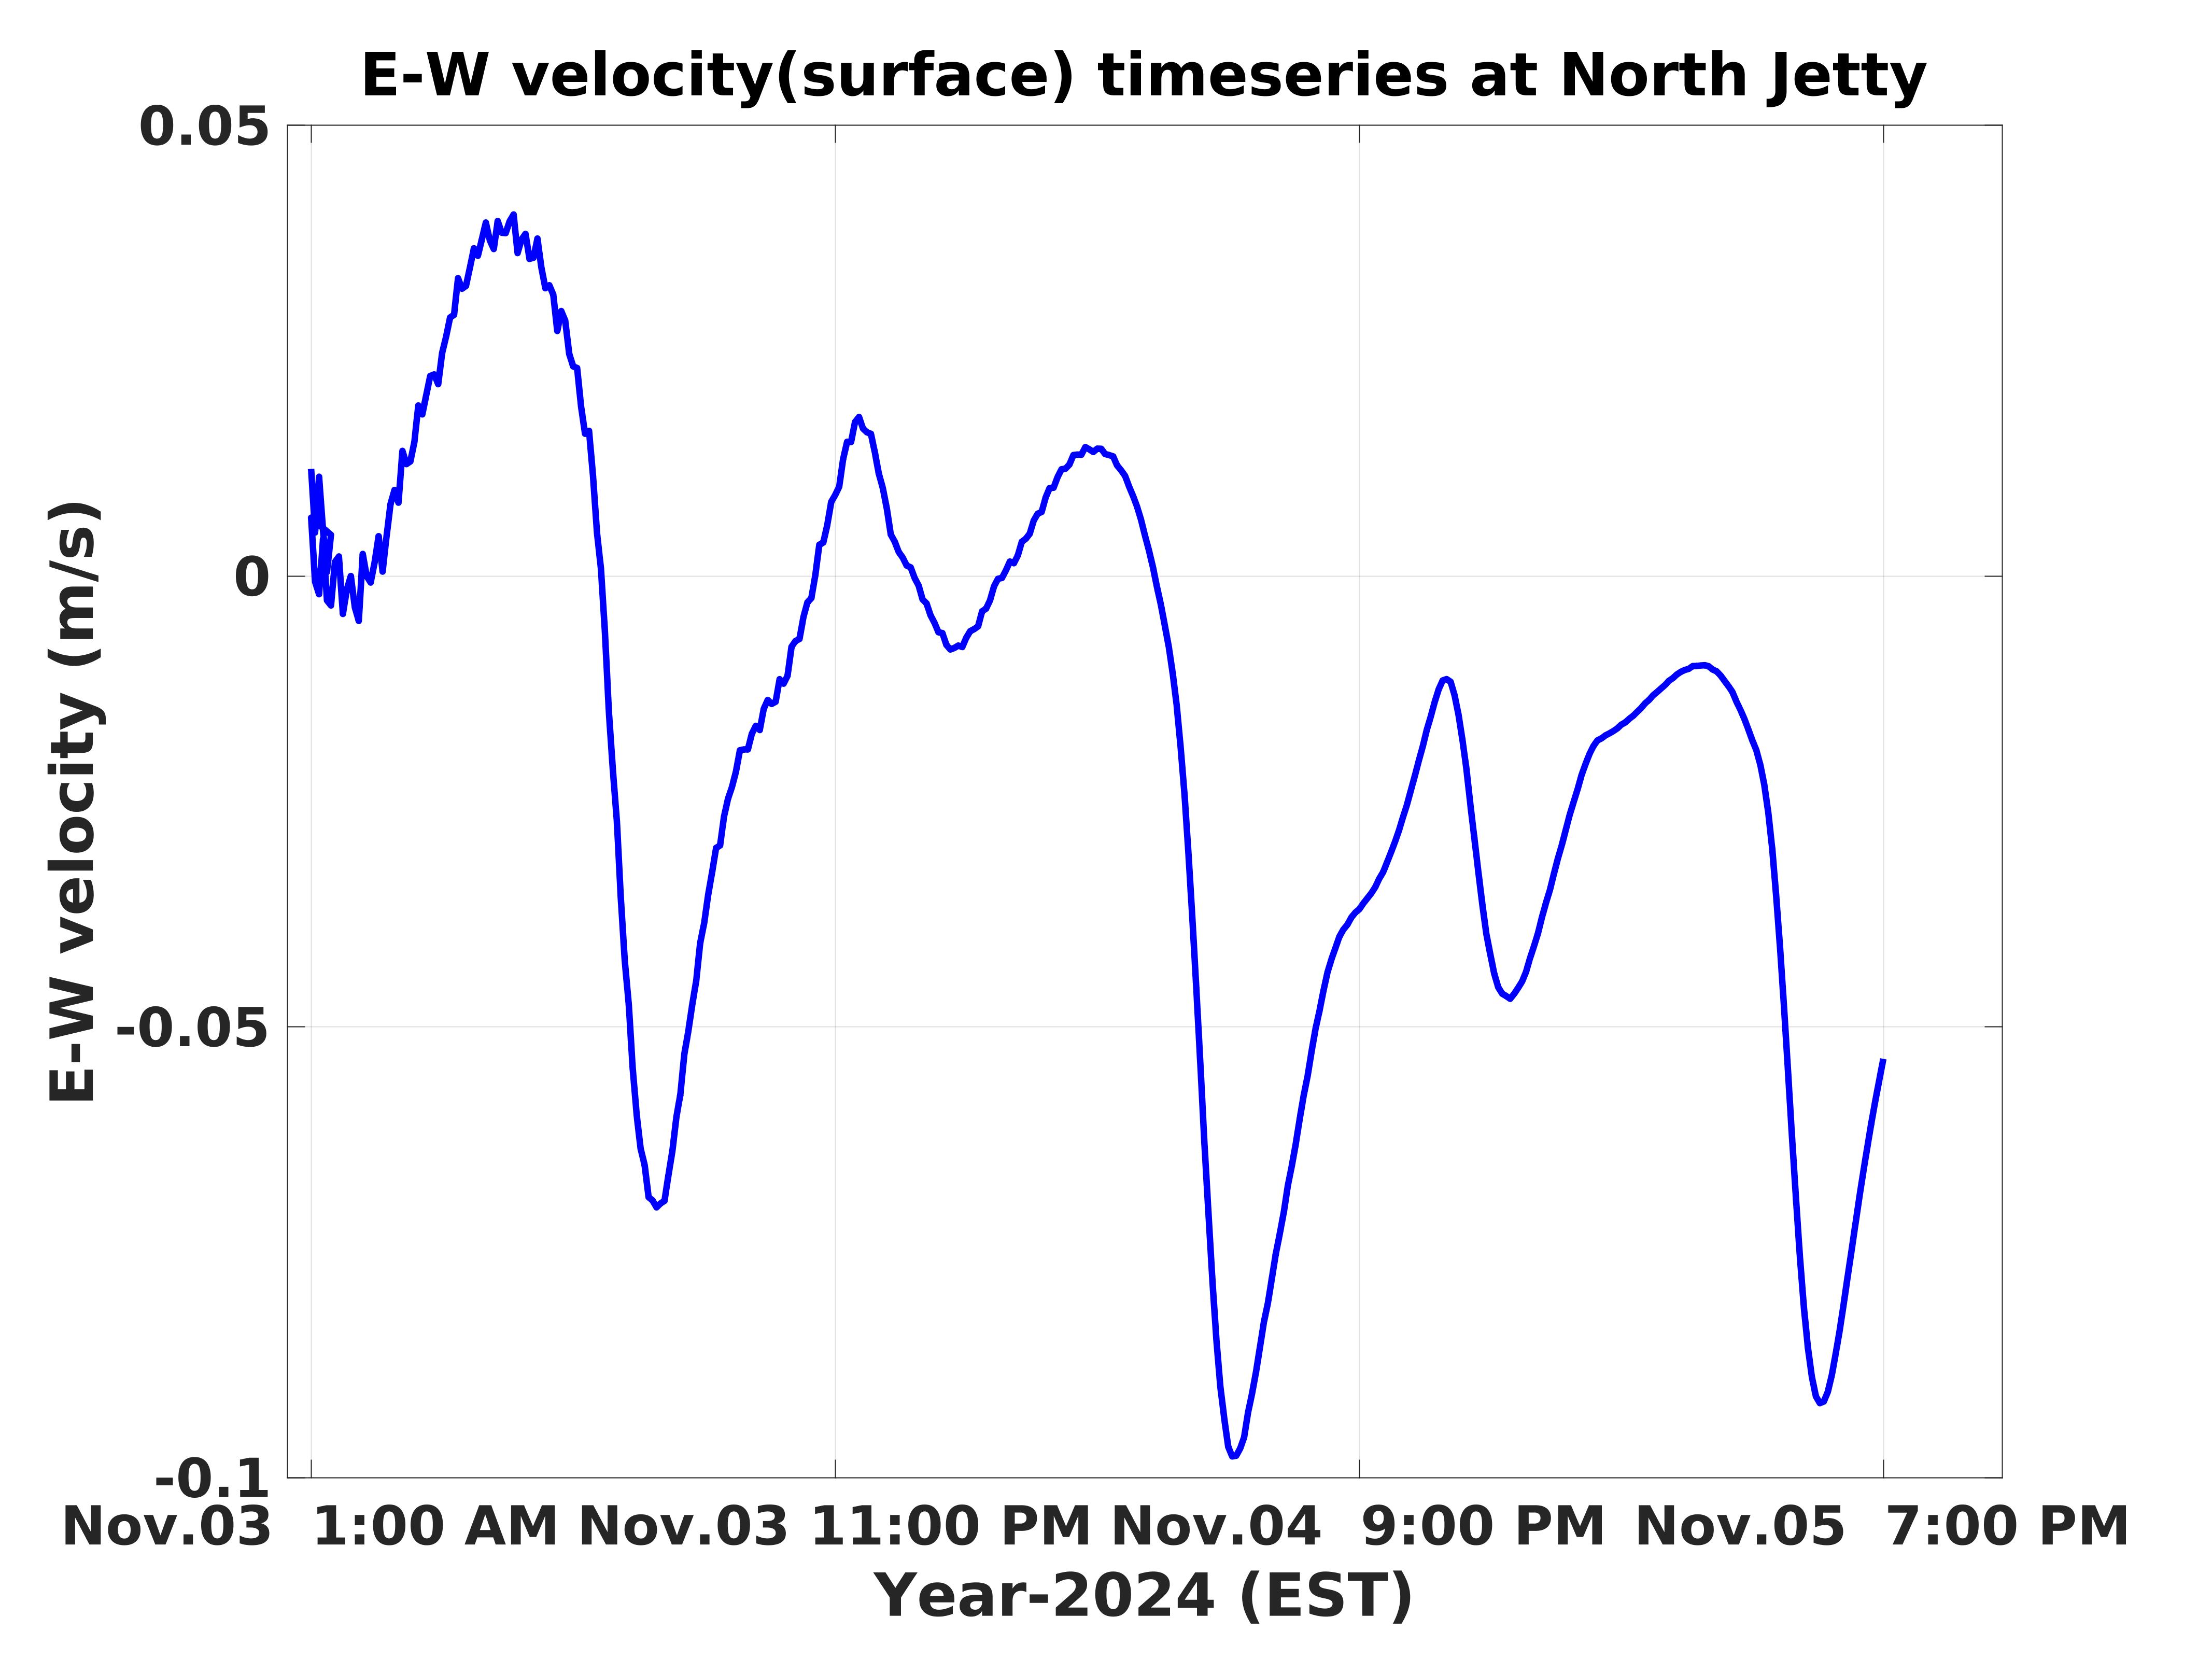 E-W velocity(surface) timeseries at North Jetty
0.05
0
-0.05
-0.1
E-W velocity (m/s)
Nov.03 1:00 AM Nov.03 11:00 PM Nov.04 9:00 PM Nov.05 7:00 PM
Year-2024 (EST)